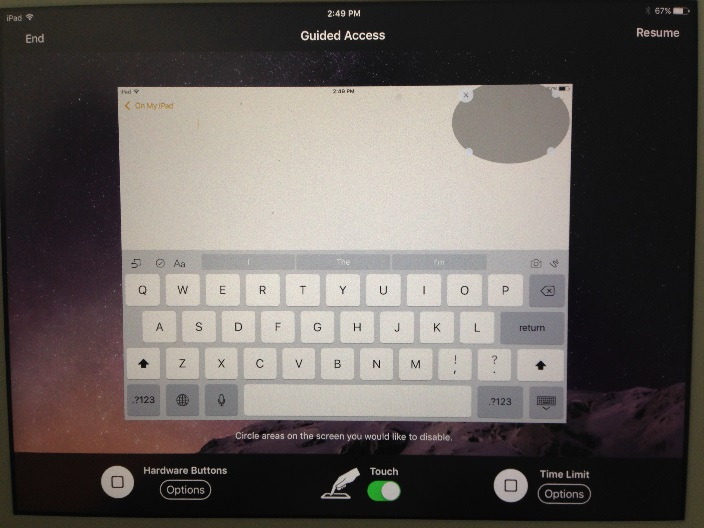 iPad 2:49 PM 67%
End Guided Access Resume
iPad 2:49 PM
On My iPad
Aa I The I'm
Q W E R T Y U I O P
A S D F G H J K L return
Z X C V B N M ! , ? .
.?123 .?123
Circle areas on the screen you would like to disable.
Hardware Buttons Touch Time Limit
Options Options